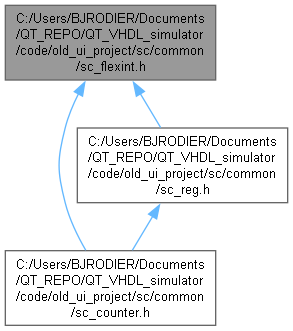 C:/Users/BJRODIER/Documents
/QT_REPO/QT_VHDL_simulator
/code/old_ui_project/sc/common
/sc_flexint.h
C:/Users/BJRODIER/Documents
/QT_REPO/QT_VHDL_simulator
/code/old_ui_project/sc/common
/sc_reg.h
C:/Users/BJRODIER/Documents
/QT_REPO/QT_VHDL_simulator
/code/old_ui_project/sc/common
/sc_counter.h